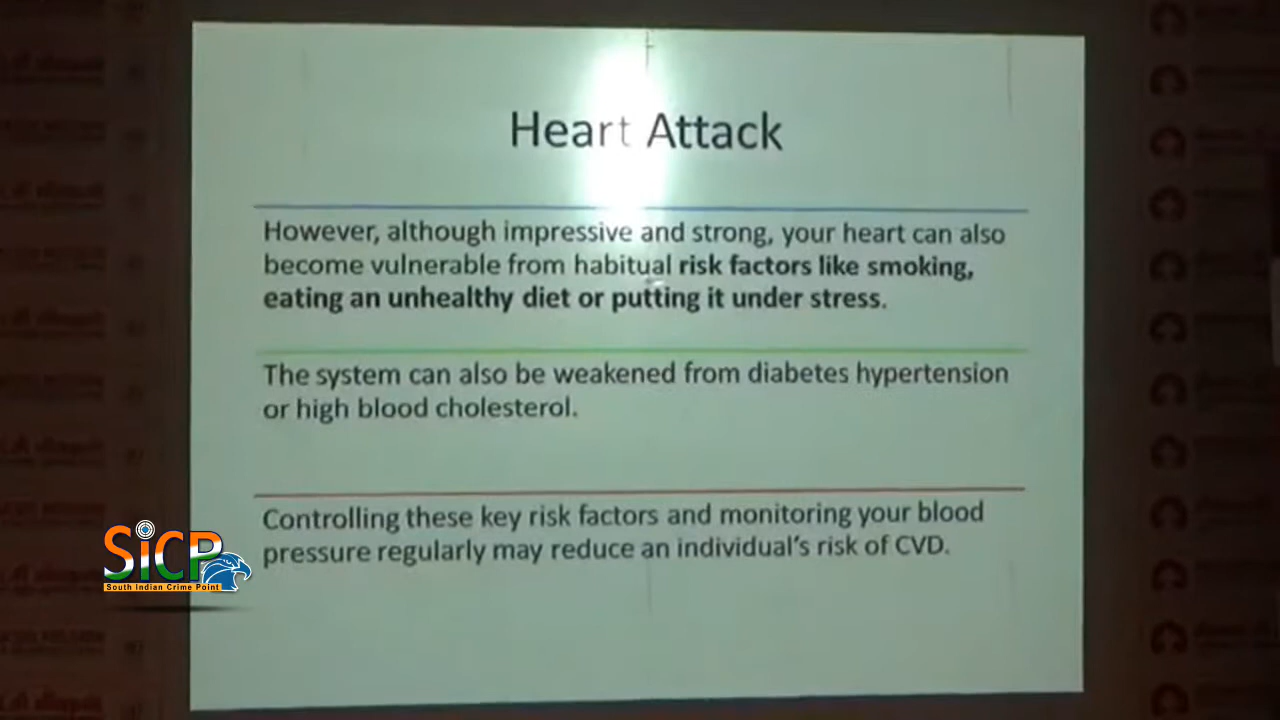 Heart Attack
However, although impressive and strong, your heart can also
become vulnerable from habitual risk factors like smoking,
eating an unhealthy diet or putting it under stress.
The system can also be weakened from diabetes hypertension
or high blood cholesterol.
Controlling these key risk factors and monitoring your blood
pressure regularly may reduce an individual's risk of CVD.
SiCP
South Indian Crime Point